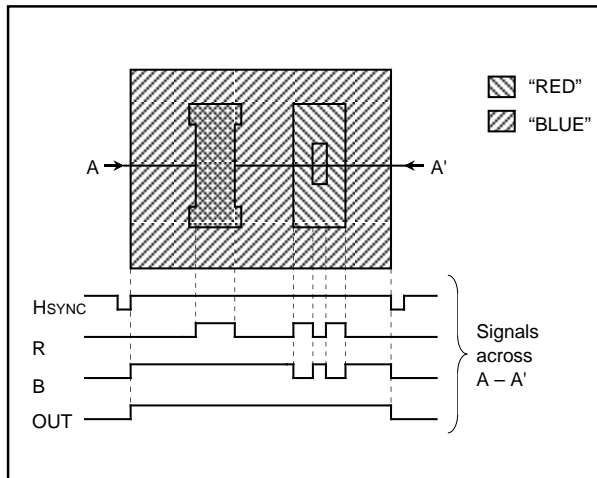 “RED”
“BLUE”
A
A'
HSYNC
R
B
OUT
Signals
across
A – A'